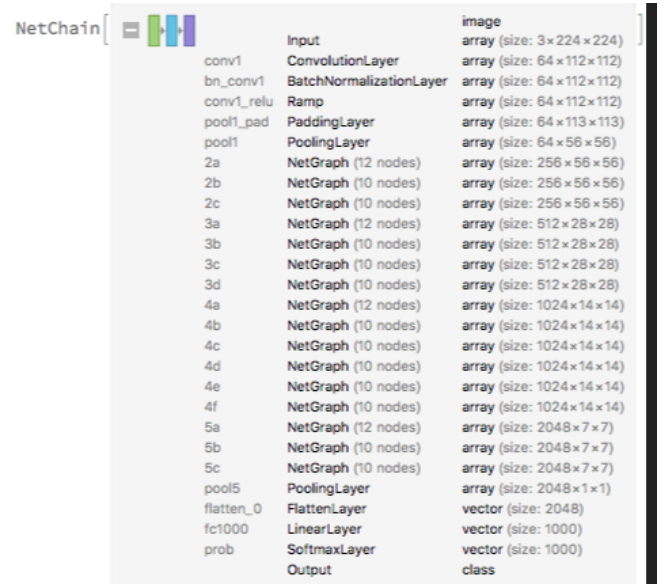 NetChain[ image ]
Input array (size: 3×224×224)
conv1 ConvolutionLayer array (size: 64×112×112)
bn_conv1 BatchNormalizationLayer array (size: 64×112×112)
conv1_relu Ramp array (size: 64×112×112)
pool1_pad PaddingLayer array (size: 64×113×113)
pool1 PoolingLayer array (size: 64×56×56)
2a NetGraph (12 nodes) array (size: 256×56×56)
2b NetGraph (10 nodes) array (size: 256×56×56)
2c NetGraph (10 nodes) array (size: 256×56×56)
3a NetGraph (12 nodes) array (size: 512×28×28)
3b NetGraph (10 nodes) array (size: 512×28×28)
3c NetGraph (10 nodes) array (size: 512×28×28)
3d NetGraph (10 nodes) array (size: 512×28×28)
4a NetGraph (12 nodes) array (size: 1024×14×14)
4b NetGraph (10 nodes) array (size: 1024×14×14)
4c NetGraph (10 nodes) array (size: 1024×14×14)
4d NetGraph (10 nodes) array (size: 1024×14×14)
4e NetGraph (10 nodes) array (size: 1024×14×14)
4f NetGraph (10 nodes) array (size: 1024×14×14)
5a NetGraph (12 nodes) array (size: 2048×7×7)
5b NetGraph (10 nodes) array (size: 2048×7×7)
5c NetGraph (10 nodes) array (size: 2048×7×7)
pool5 PoolingLayer array (size: 2048×1×1)
flatten_0 FlattenLayer vector (size: 2048)
fc1000 LinearLayer vector (size: 1000)
prob SoftmaxLayer vector (size: 1000)
Output class